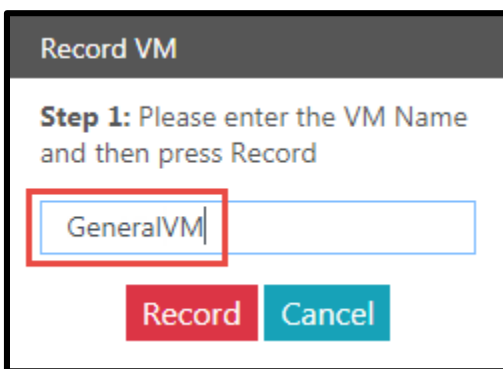 Record VM
Step 1: Please enter the VM Name
and then press Record
GeneralVM
Record Cancel